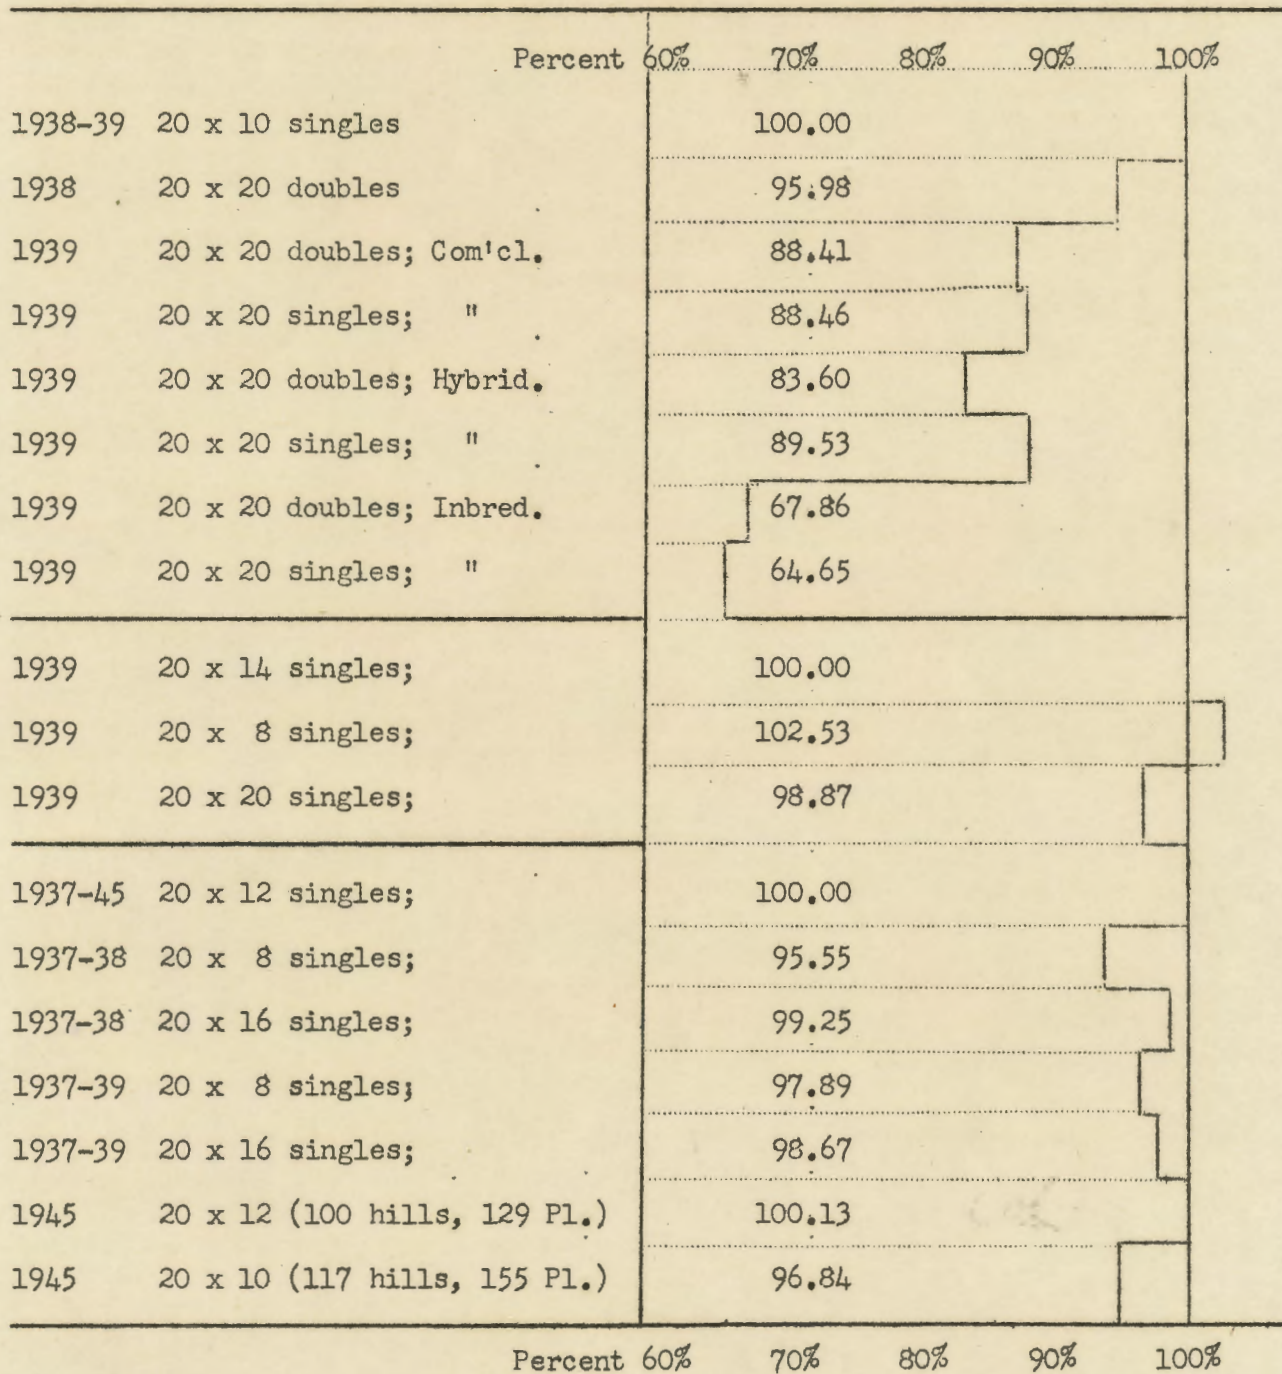 Percent 60% 70% 80% 90% 100%
1938-39 20 x 10 singles 100.00
1938 20 x 20 doubles 95.98
1939 20 x 20 doubles; Com'cl. 88.41
1939 20 x 20 singles; " 88.46
1939 20 x 20 doubles; Hybrid. 83.60
1939 20 x 20 singles; " 89.53
1939 20 x 20 doubles; Inbred. 67.86
1939 20 x 20 singles; " 64.65
1939 20 x 14 singles; 100.00
1939 20 x 8 singles; 102.53
1939 20 x 20 singles; 98.87
1937-45 20 x 12 singles; 100.00
1937-38 20 x 8 singles; 95.55
1937-38 20 x 16 singles; 99.25
1937-39 20 x 8 singles; 97.89
1937-39 20 x 16 singles; 98.67
1945 20 x 12 (100 hills, 129 Pl.) 100.13
1945 20 x 10 (117 hills, 155 Pl.) 96.84
Percent 60% 70% 80% 90% 100%